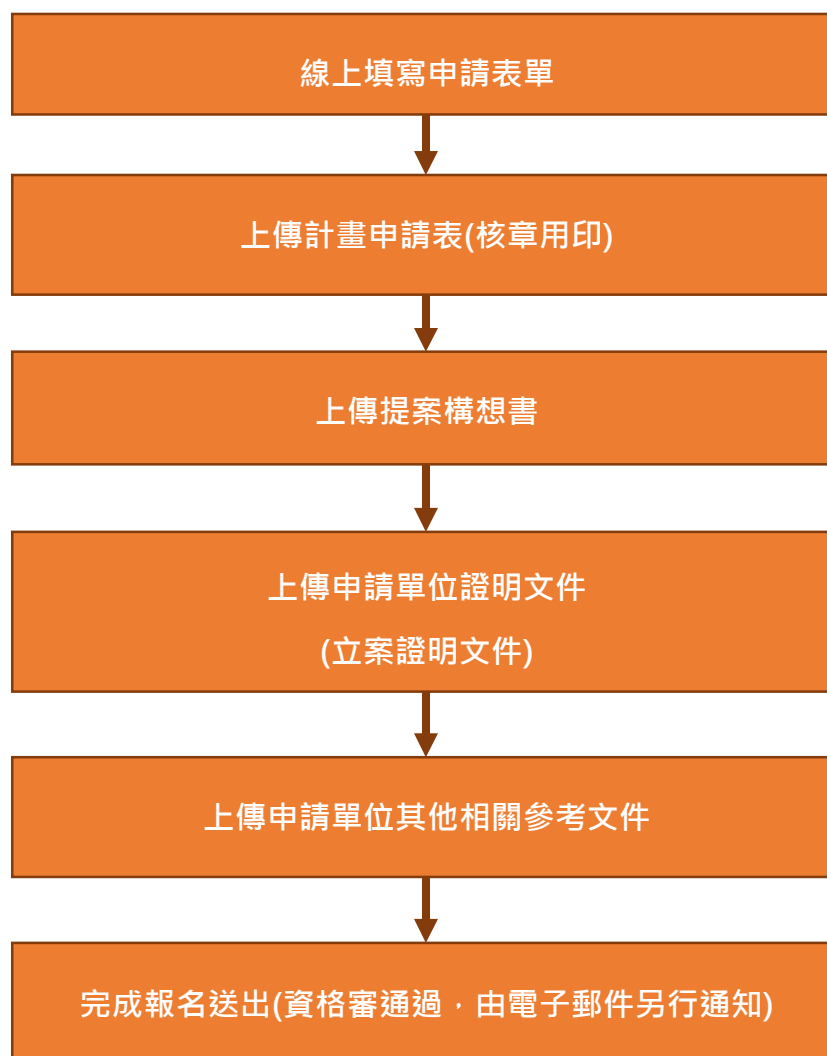 線上填寫申請表單
上傳計畫申請表(核章用印)
上傳提案構想書
上傳申請單位證明文件
(立案證明文件)
上傳申請單位其他相關參考文件
完成報名送出(資格審通過，由電子郵件另行通知)